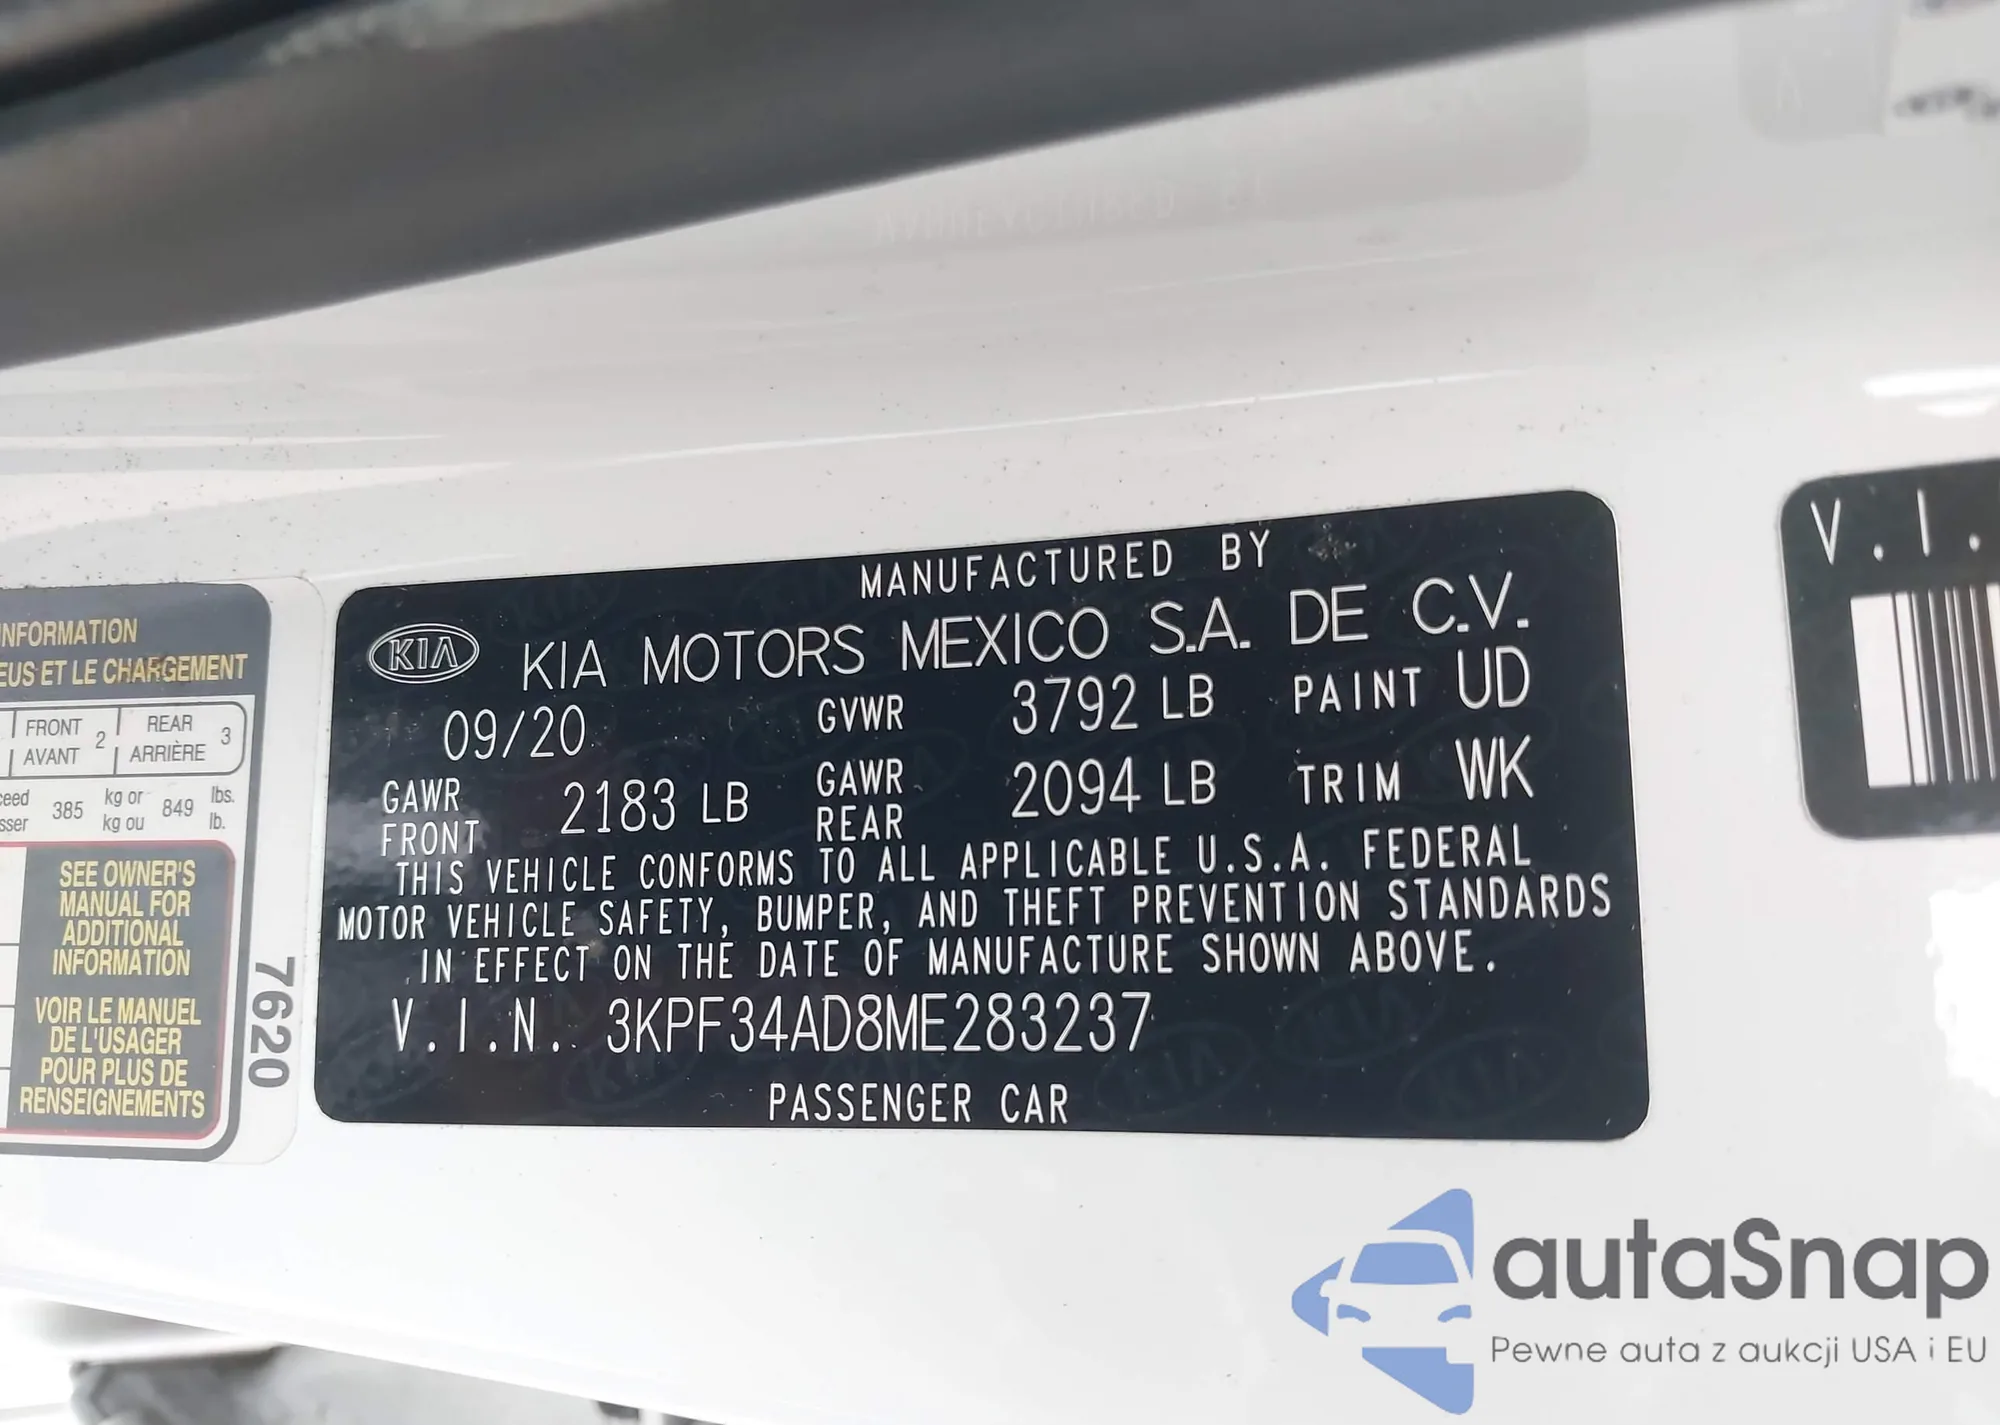 MANUFACTURED BY
KIA KIA MOTORS MEXICO S.A. DE C.V.
09/20 GVWR 3792 LB PAINT UD
GAWR FRONT 2183 LB GAWR REAR 2094 LB TRIM WK
THIS VEHICLE CONFORMS TO ALL APPLICABLE U.S.A. FEDERAL
MOTOR VEHICLE SAFETY, BUMPER, AND THEFT PREVENTION STANDARDS
IN EFFECT ON THE DATE OF MANUFACTURE SHOWN ABOVE.
V.I.N.: 3KPF34AD8ME283237
PASSENGER CAR
INFORMATION
ET LE CHARGEMENT
FRONT 2 REAR 3
AVANT ARRIÈRE
385 kg or 849 lbs.
kg ou lb.
SEE OWNER'S
MANUAL FOR
ADDITIONAL
INFORMATION
VOIR LE MANUEL
DE L'USAGER
POUR PLUS DE
RENSEIGNEMENTS
7620
V.I.
autaSnap
Pewne auta z aukcji USA i EU